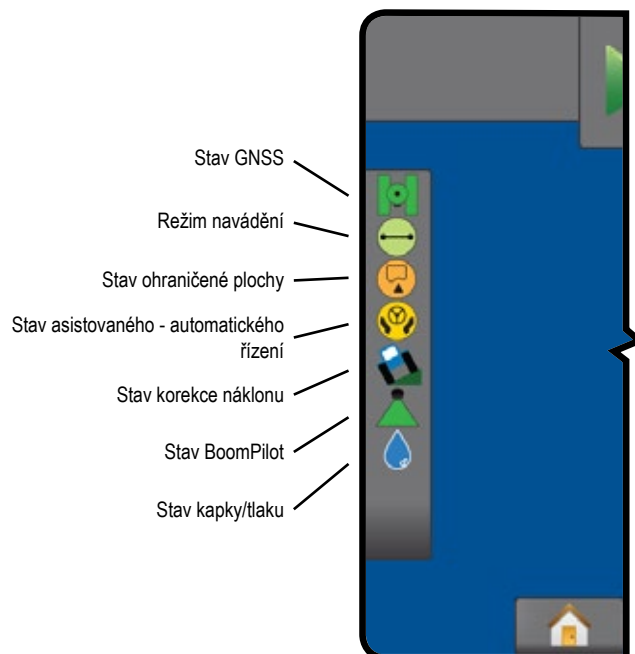 Stav GNSS
Režim navádění
Stav ohraničené plochy
Stav asistovaného - automatického
řízení
Stav korekce náklonu
Stav BoomPilot
Stav kapky/tlaku